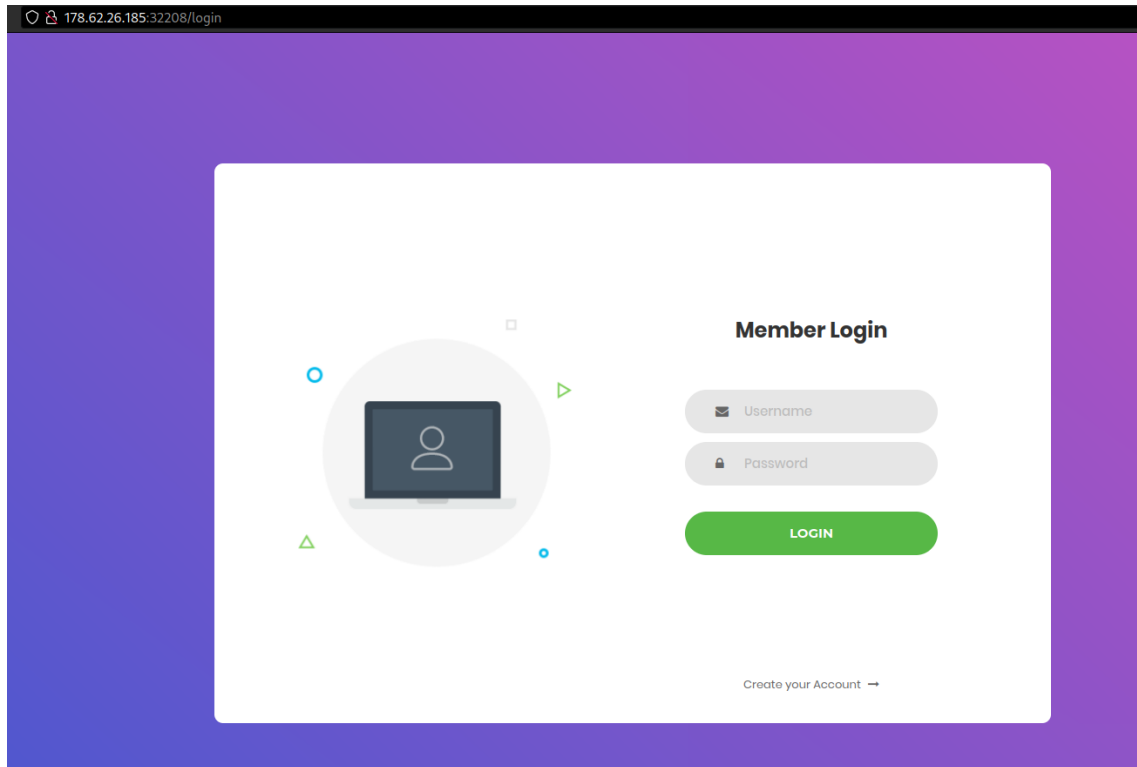 178.62.26.185:32208/login
Member Login
Username
Password
LOGIN
Create your Account →